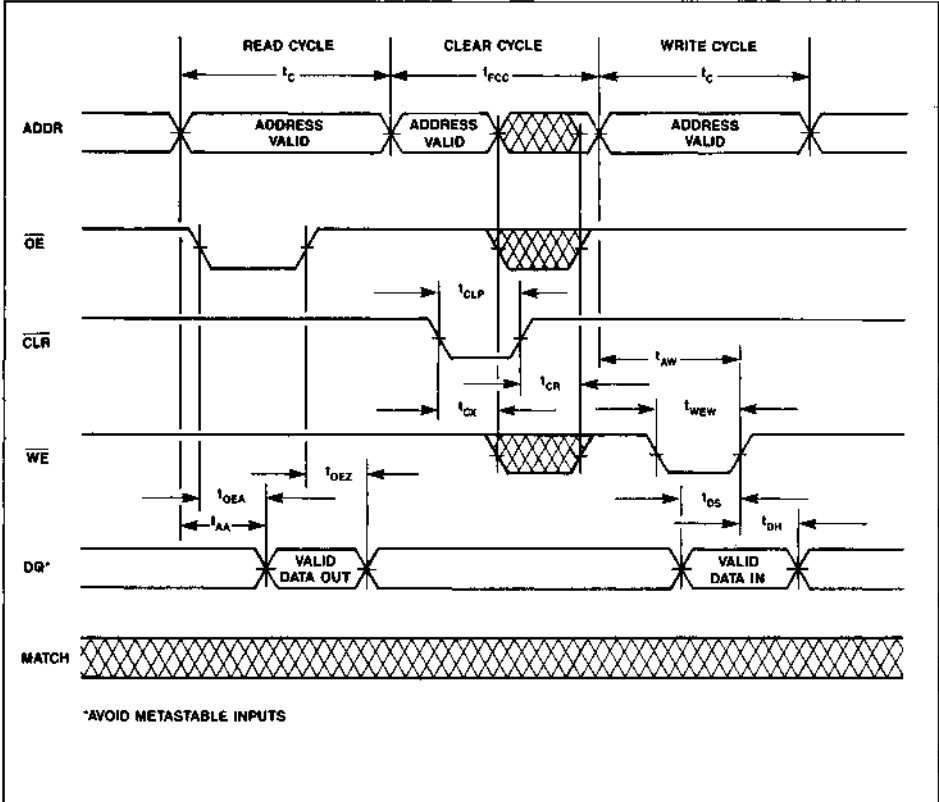 READ CYCLE CLEAR CYCLE WRITE CYCLE
tC tFCC tC
ADDR ADDRESS VALID ADDRESS VALID ADDRESS VALID
OE
tCLP
CLR
tAW
tCR
tCX tWEW
WE
tOEZ
tOEA tDS
tAA tDH
DQ* VALID DATA OUT VALID DATA IN
MATCH
*AVOID METASTABLE INPUTS